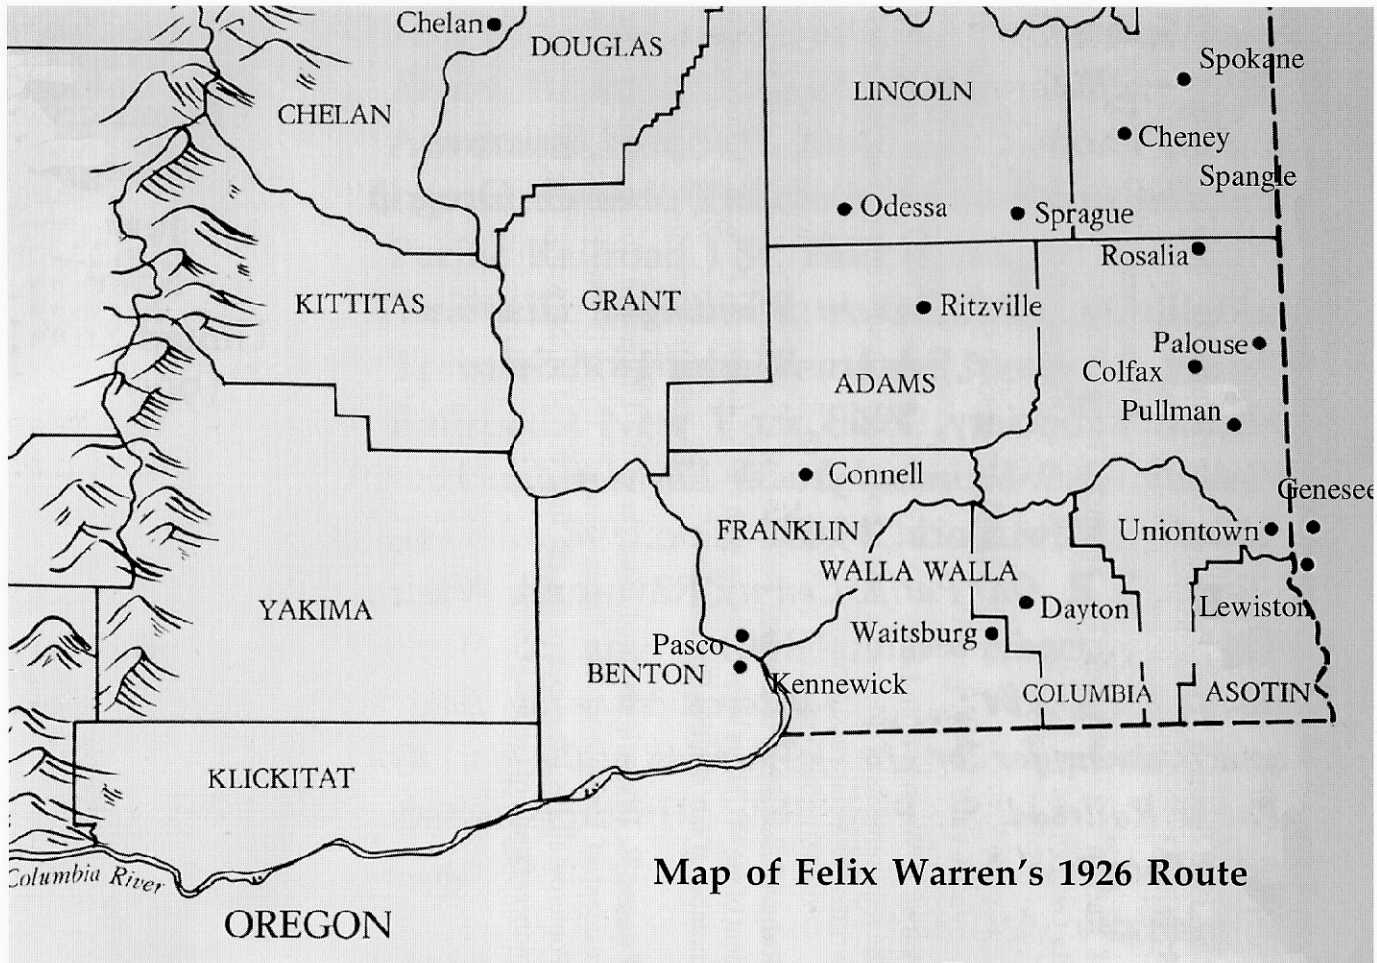 Chelan
DOUGLAS
Spokane
LINCOLN
CHELAN
Cheney
Spangle
Odessa
Sprague
Rosalia
KITTITAS
GRANT
Ritzville
Palouse
Colfax
ADAMS
Pullman
Connell
Genesee
FRANKLIN
Uniontown
WALLA WALLA
YAKIMA
Dayton
Lewiston
Waitsburg
Pasco
BENTON
Kennewick
COLUMBIA
ASOTIN
KLICKITAT
Map of Felix Warren's 1926 Route
Columbia River
OREGON